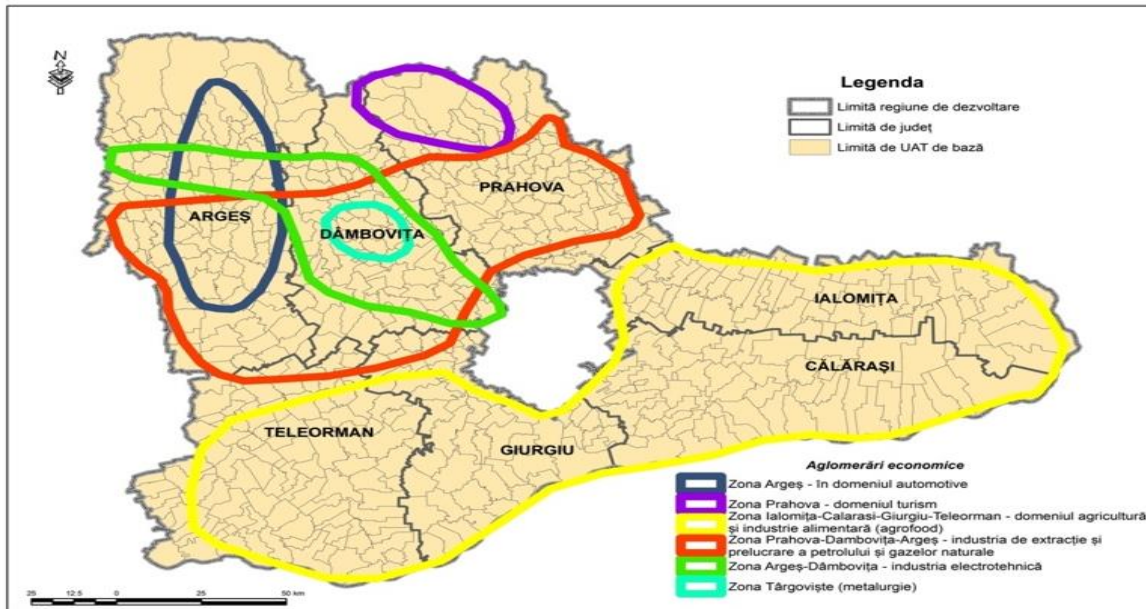 N
Legenda
Limită regiune de dezvoltare
Limită de județ
Limită de UAT de bază
PRAHOVA
ARGEȘ
DÂMBOVIȚA
IALOMIȚA
CĂLĂRAȘI
TELEORMAN
GIURGIU
Aglomerări economice
Zona Argeș - în domeniul automotive
Zona Prahova - domeniul turism
Zona Ialomița-Calarasi-Giurgiu-Teleorman - domeniul agricultură
și industrie alimentară (agrofood)
Zona Prahova-Dambovița-Argeș - industria de extracție și
prelucrare a petrolului și gazelor naturale
Zona Argeș-Dâmbovița - industria electrotehnică
Zona Târgoviște (metalurgie)
25 12,5 0 25 50 km